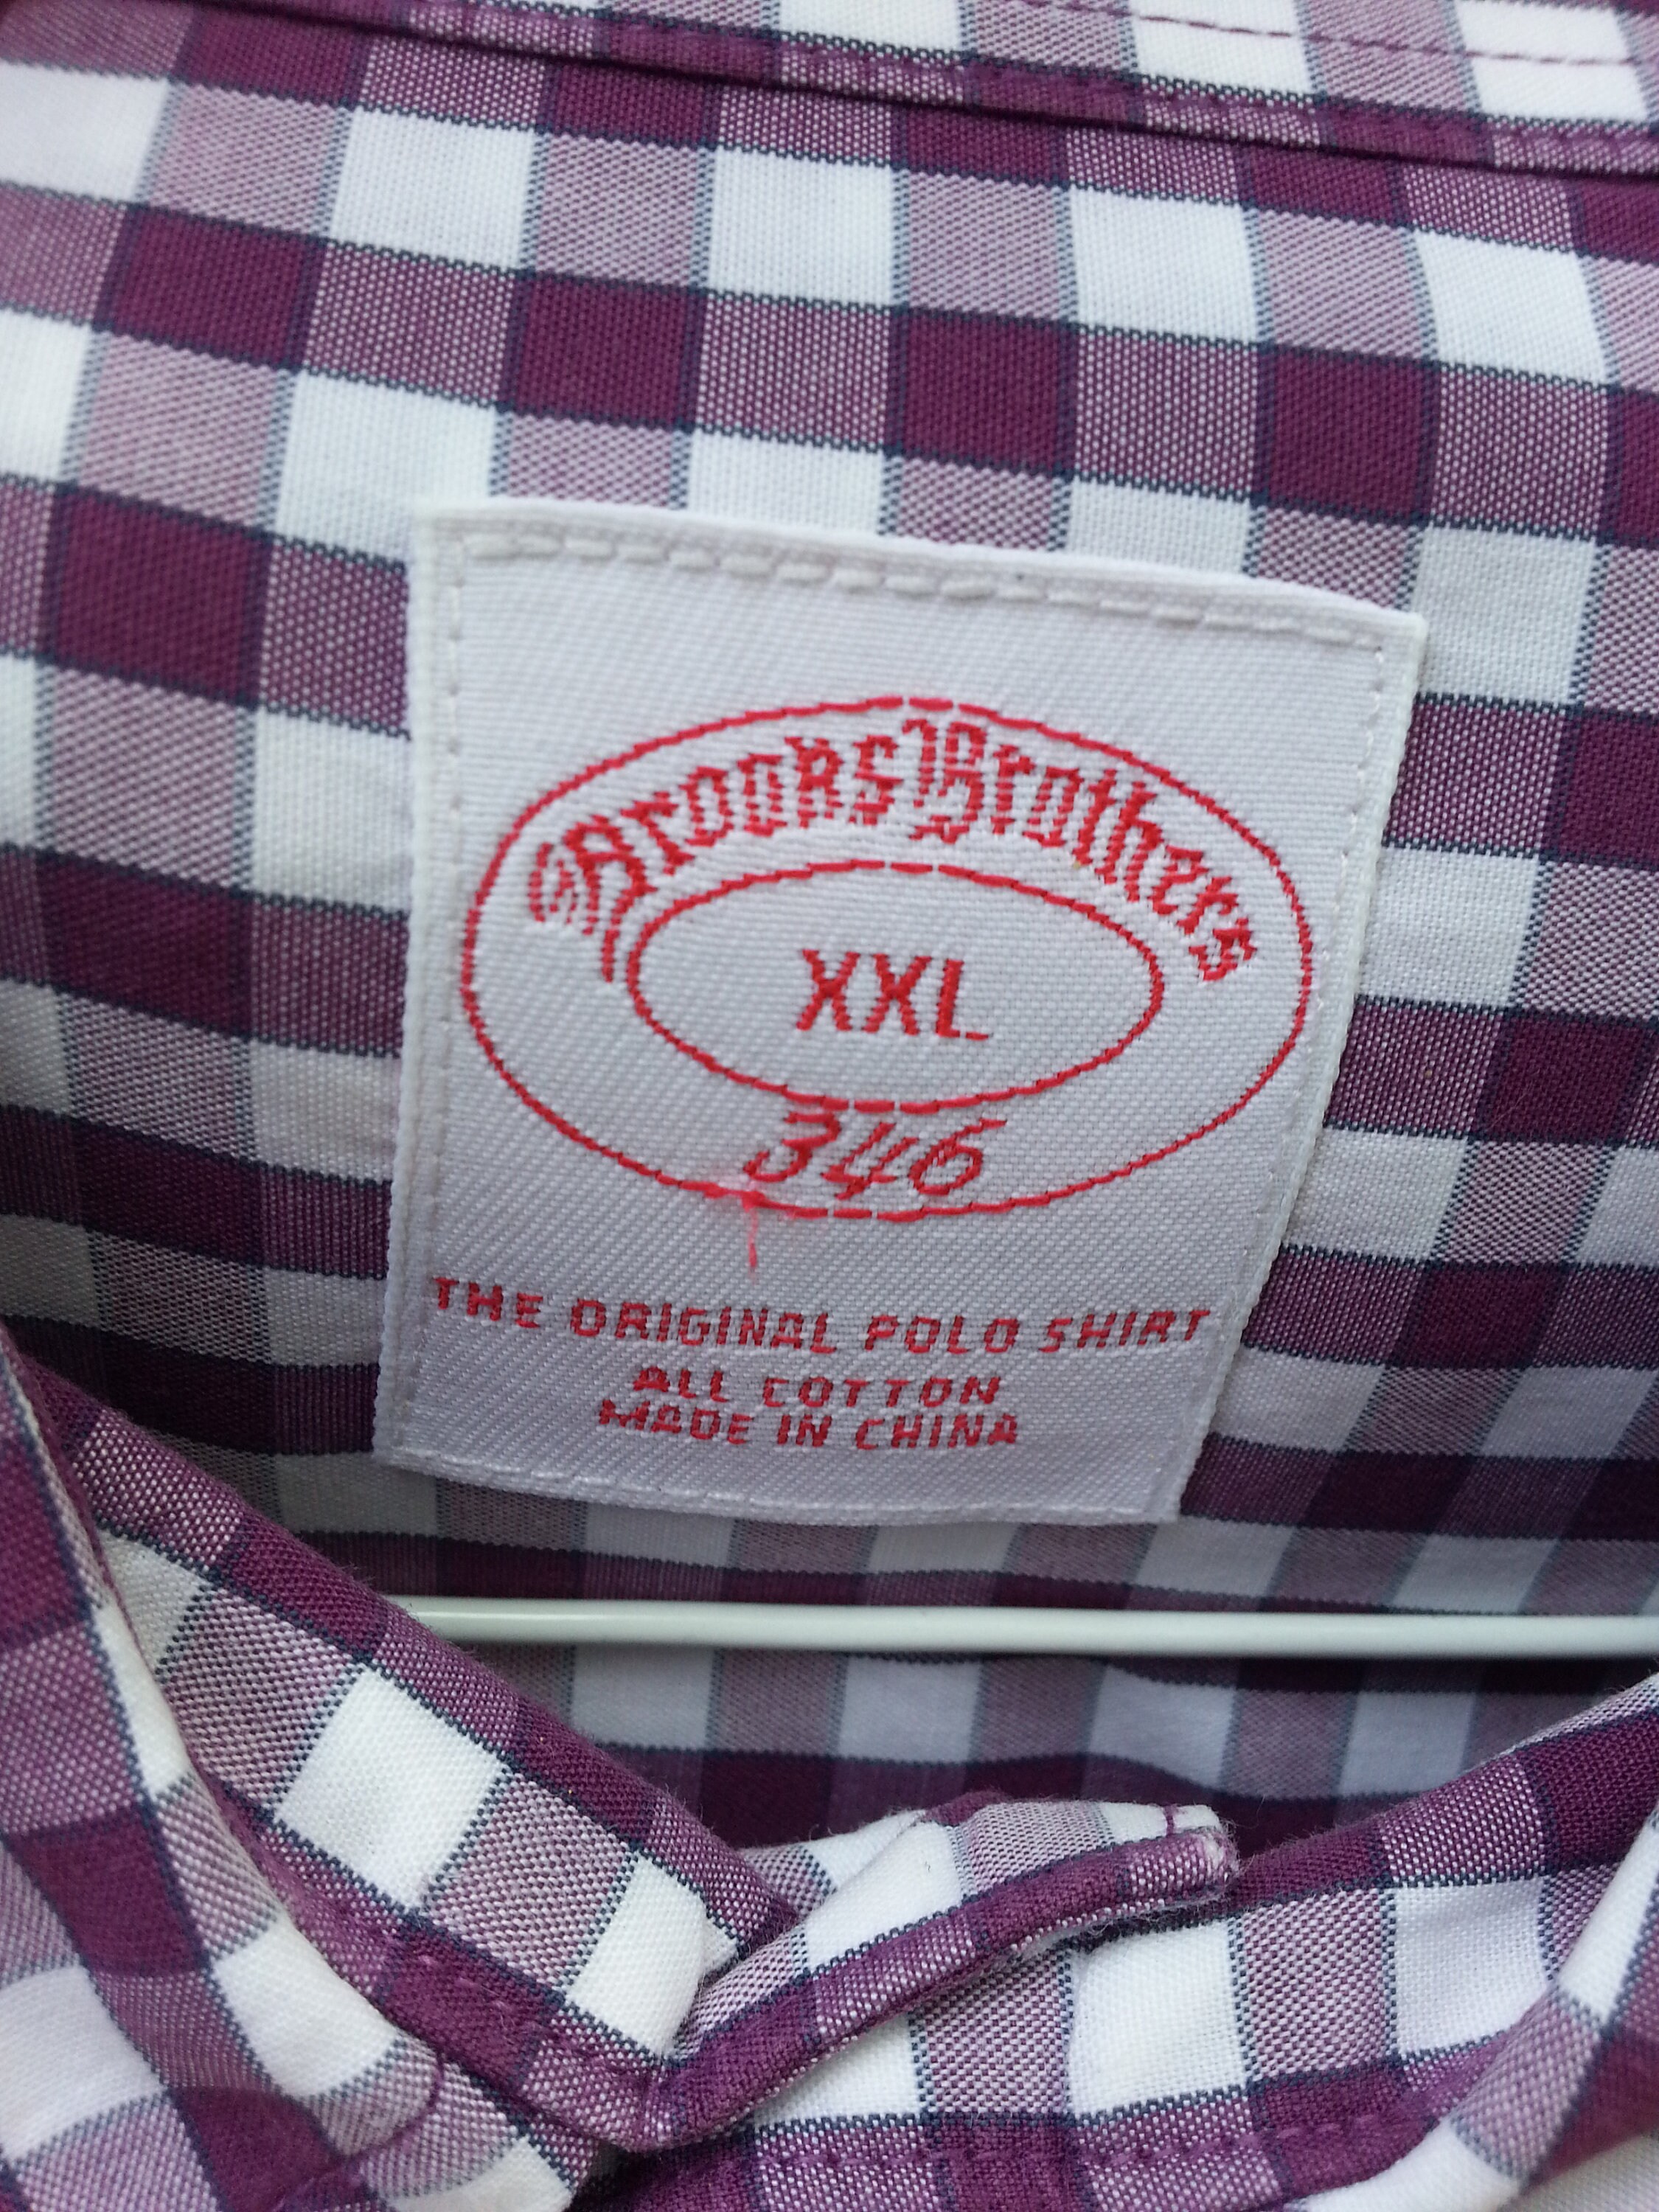 Brooks Brothers
XXL
346
THE ORIGINAL POLO SHIRT
ALL COTTON
MADE IN CHINA